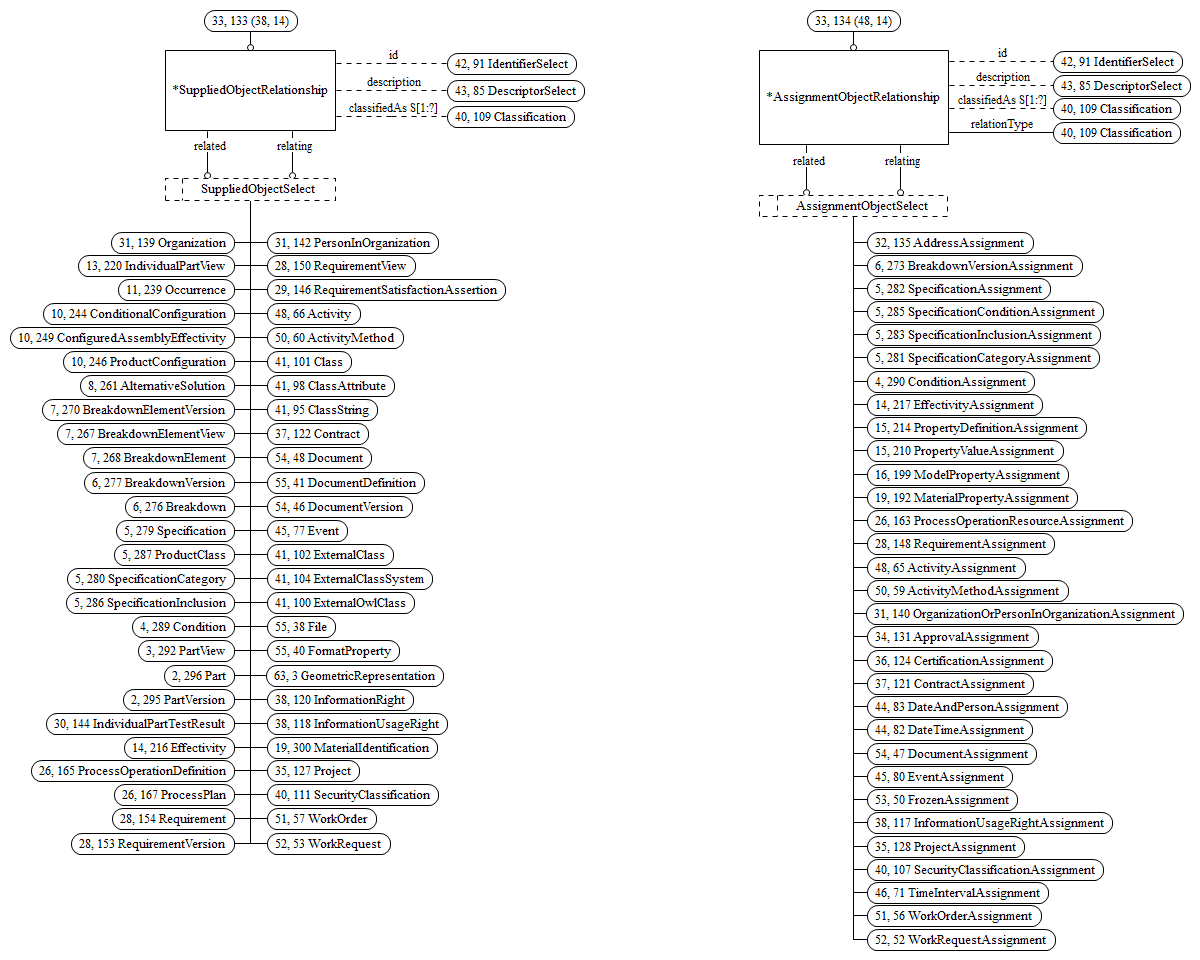 33, 133 (38, 14)
*SuppliedObjectRelationship
id
42, 91 IdentifierSelect
description
43, 85 DescriptorSelect
classifiedAs S[1:?]
40, 109 Classification
related
relating
SuppliedObjectSelect
31, 139 Organization
31, 142 PersonInOrganization
13, 220 IndividualPartView
28, 150 RequirementView
11, 239 Occurrence
29, 146 RequirementSatisfactionAssertion
10, 244 ConditionalConfiguration
48, 66 Activity
10, 249 ConfiguredAssemblyEffectivity
50, 60 ActivityMethod
10, 246 ProductConfiguration
41, 101 Class
8, 261 AlternativeSolution
41, 98 ClassAttribute
7, 270 BreakdownElementVersion
41, 95 ClassString
7, 267 BreakdownElementView
37, 122 Contract
7, 268 BreakdownElement
54, 48 Document
6, 277 BreakdownVersion
55, 41 DocumentDefinition
6, 276 Breakdown
54, 46 DocumentVersion
5, 279 Specification
45, 77 Event
5, 287 ProductClass
41, 102 ExternalClass
5, 280 SpecificationCategory
41, 104 ExternalClassSystem
5, 286 SpecificationInclusion
41, 100 ExternalOwlClass
4, 289 Condition
55, 38 File
3, 292 PartView
55, 40 FormatProperty
2, 296 Part
63, 3 GeometricRepresentation
2, 295 PartVersion
38, 120 InformationRight
30, 144 IndividualPartTestResult
38, 118 InformationUsageRight
14, 216 Effectivity
19, 300 MaterialIdentification
26, 165 ProcessOperationDefinition
35, 127 Project
26, 167 ProcessPlan
40, 111 SecurityClassification
28, 154 Requirement
51, 57 WorkOrder
28, 153 RequirementVersion
52, 53 WorkRequest
33, 134 (48, 14)
*AssignmentObjectRelationship
id
42, 91 IdentifierSelect
description
43, 85 DescriptorSelect
classifiedAs S[1:?]
40, 109 Classification
relationType
40, 109 Classification
related
relating
AssignmentObjectSelect
32, 135 AddressAssignment
6, 273 BreakdownVersionAssignment
5, 282 SpecificationAssignment
5, 285 SpecificationConditionAssignment
5, 283 SpecificationInclusionAssignment
5, 281 SpecificationCategoryAssignment
4, 290 ConditionAssignment
14, 217 EffectivityAssignment
15, 214 PropertyDefinitionAssignment
15, 210 PropertyValueAssignment
16, 199 ModelPropertyAssignment
19, 192 MaterialPropertyAssignment
26, 163 ProcessOperationResourceAssignment
28, 148 RequirementAssignment
48, 65 ActivityAssignment
50, 59 ActivityMethodAssignment
31, 140 OrganizationOrPersonInOrganizationAssignment
34, 131 ApprovalAssignment
36, 124 CertificationAssignment
37, 121 ContractAssignment
44, 83 DateAndPersonAssignment
44, 82 DateTimeAssignment
54, 47 DocumentAssignment
45, 80 EventAssignment
53, 50 FrozenAssignment
38, 117 InformationUsageRightAssignment
35, 128 ProjectAssignment
40, 107 SecurityClassificationAssignment
46, 71 TimeIntervalAssignment
51, 56 WorkOrderAssignment
52, 52 WorkRequestAssignment